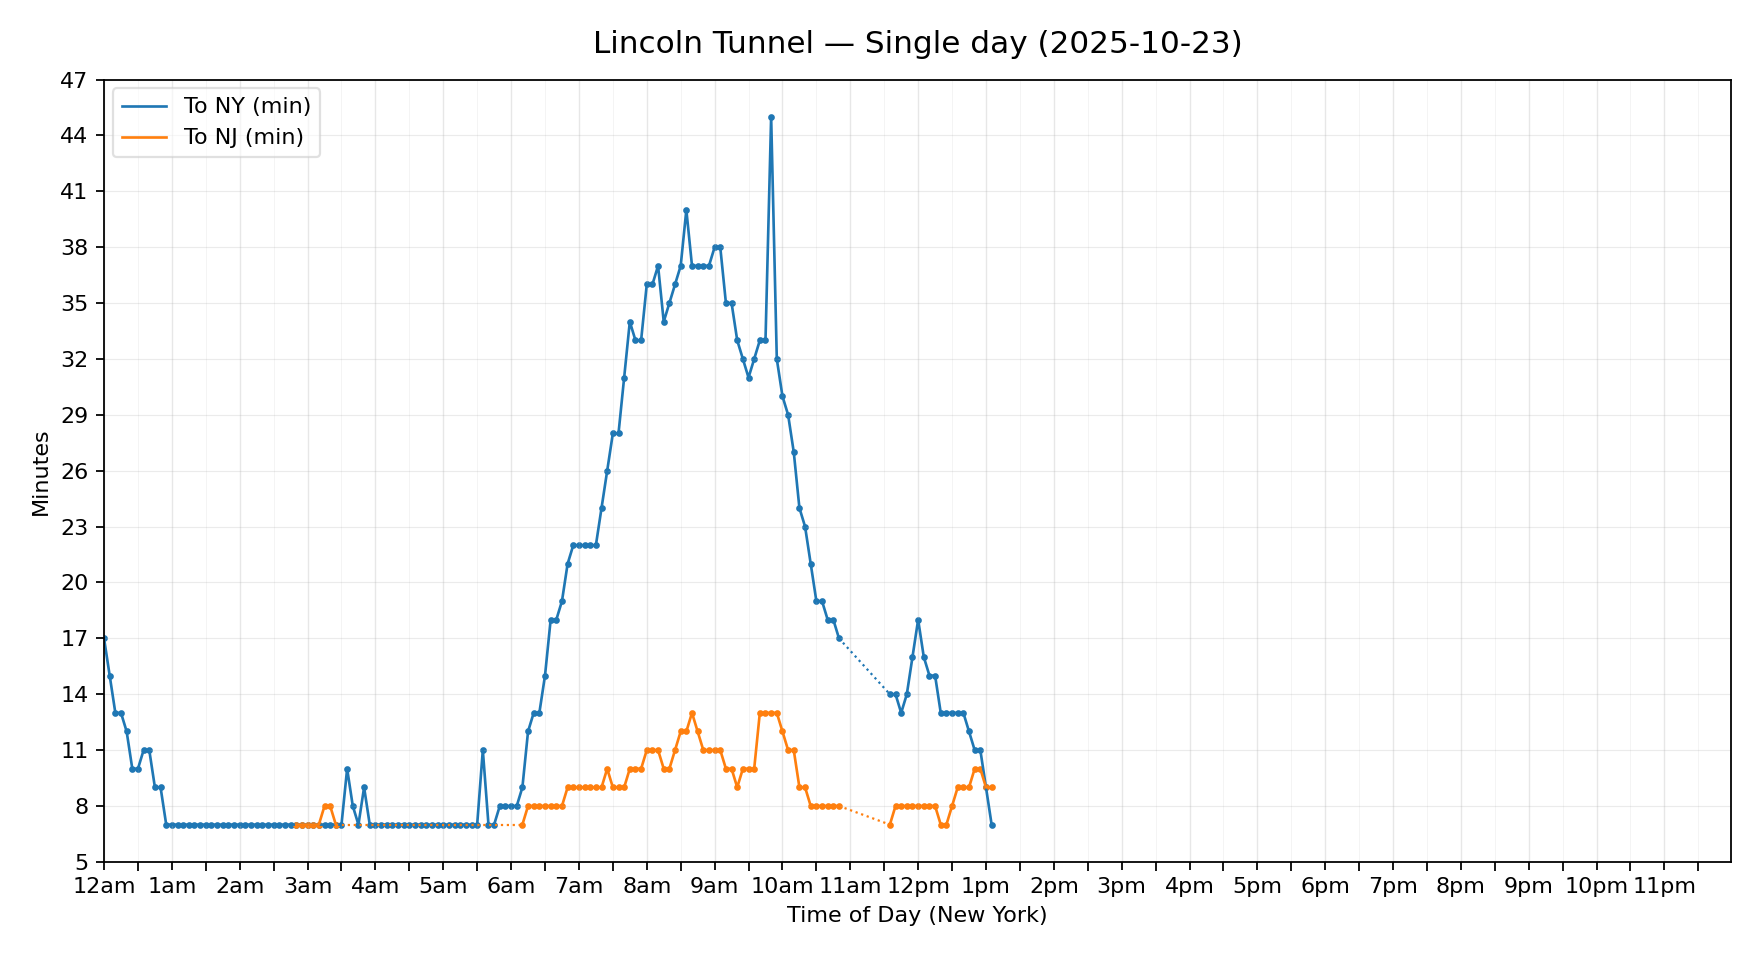 Lincoln Tunnel — Single day (2025-10-23)
To NY (min)
To NJ (min)
47
44
41
38
35
32
29
26
23
20
17
14
11
8
5
Minutes
12am 1am 2am 3am 4am 5am 6am 7am 8am 9am 10am 11am 12pm 1pm 2pm 3pm 4pm 5pm 6pm 7pm 8pm 9pm 10pm 11pm
Time of Day (New York)